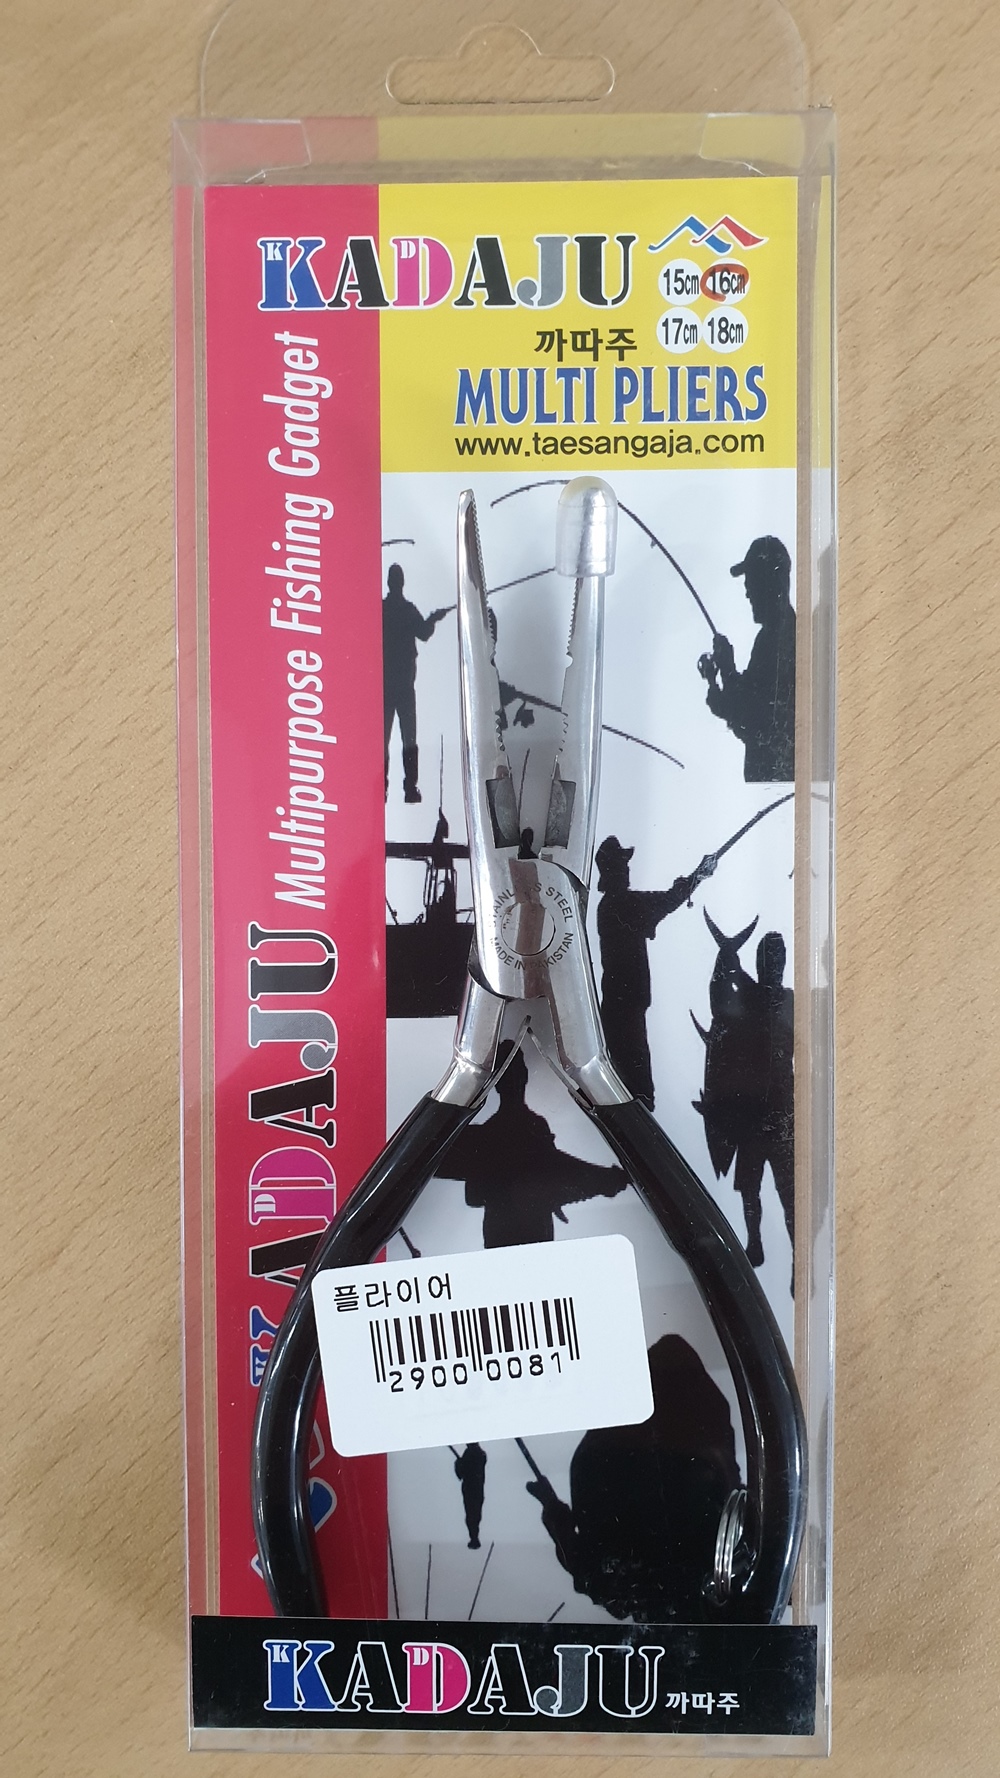 KADAJU
15cm 16cm
17cm 18cm
까따주
MULTI PLIERS
www.taesangaja.com
KADAJU Multipurpose Fishing Gadget
STAINLESS STEEL
MADE IN PAKISTAN
플라이어
2900 0081
KADAJU 까따주